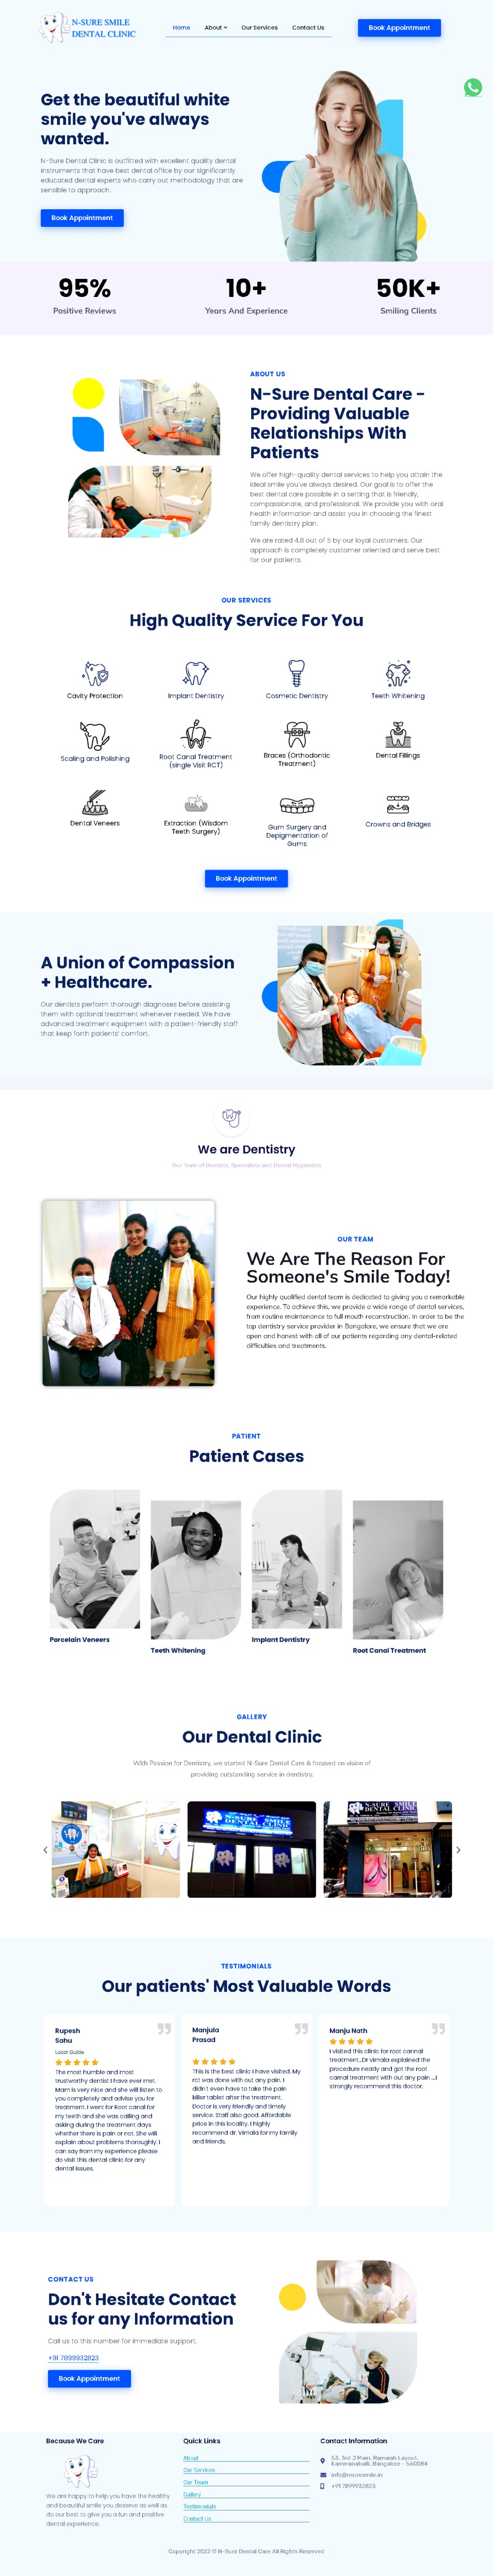 N-SURE SMILE
DENTAL CLINIC
Home
About
Our Services
Contact Us
Book Appointment
Get the beautiful white
smile you've always
wanted.
N-Sure Dental Clinic is outfitted with excellent quality dental
instruments that have best dental office by our significantly
educated dental experts who carry out methodology that are
sensible to approach.
Book Appointment
95%
Positive Reviews
10+
Years And Experience
50K+
Smiling Clients
ABOUT US
N-Sure Dental Care -
Providing Valuable
Relationships With
Patients
We offer high-quality dental services to help you attain the
ideal smile you've always desired. Our goal is to offer the
best dental care possible in a setting that is friendly,
compassionate, and professional. We provide you with oral
health information and assist you in choosing the finest
family dentistry plan.
We are rated 4.8 out of 5 by our loyal customers. Our
approach is completely customer oriented and serve best
for our patients.
OUR SERVICES
High Quality Service For You
Cavity Protection
Implant Dentistry
Cosmetic Dentistry
Teeth Whitening
Scaling and Polishing
Root Canal Treatment
(single Visit RCT)
Braces (Orthodontic
Treatment)
Dental Fillings
Dental Veneers
Extraction (Wisdom
Teeth Surgery)
Gum Surgery and
Depigmentation of
Gums
Crowns and Bridges
Book Appointment
A Union of Compassion
+ Healthcare.
Our dentists perform thorough diagnoses before assisting
them with optional treatment whenever needed. We have
advanced treatment equipment with a patient-friendly staff
that keep forth patients' comfort.
We are Dentistry
Our Team of Dentists, Specialists and Dental Hygienists
OUR TEAM
We Are The Reason For
Someone's Smile Today!
Our highly qualified dental team is dedicated to giving you a remarkable
experience. To achieve this, we provide a wide range of dental services,
from routine maintenance to full mouth reconstruction. In order to be the
top dentistry service provider in Bangalore, we ensure that we are
open and honest with all of our patients regarding any dental-related
difficulties and treatments.
PATIENT
Patient Cases
Porcelain Veneers
Teeth Whitening
Implant Dentistry
Root Canal Treatment
GALLERY
Our Dental Clinic
With Passion for Dentistry, we started N-Sure Dental Care & focused on vision of
providing outstanding service in dentistry.
N-SURE SMILE
DENTAL CLINIC
TESTIMONIALS
Our patients' Most Valuable Words
Rupesh
Sahu
Local Guide
The most humble and most
trustworthy dentist I have ever met.
Mam is very nice and she will listen to
you completely and advise you for
treatment. I went for Root canal for
my teeth and she was calling and
asking during the treatment days
whether there is pain or not. She will
explain about problems thoroughly. I
can say from my experience please
do visit this dental clinic for any
dental issues.
Manjula
Prasad
This is the best clinic I have visited. My
rct was done with out any pain. I
didn't even have to take the pain
killer tablet after the treatment.
Doctor is very friendly and timely
service. Staff also good. Affordable
price in this locality. I highly
recommend dr. Vimala for my family
and friends.
Manju Nath
I visited this clinic for root cannal
treatment...Dr vimala explained the
procedure neatly and got the root
canal treatment with out any pain ...I
strongly recommend this doctor.
CONTACT US
Don't Hesitate Contact
us for any Information
Call us to this number for immediate support.
+91 7899932823
Book Appointment
Because We Care
We are happy to help you have the healthy
and beautiful smile you deserve as well as
do our best to give you a fun and positive
dental experience.
Quick Links
About
Our Services
Our Team
Gallery
Testimonials
Contact Us
Contact Information
53, 3rd J Main, Ramaiah Layout,
Kammanahalli, Bangalore - 560084
info@nsuresmile.in
+91 7899932823
Copyright 2022 © N-Sure Dental Care All Rights Reserved